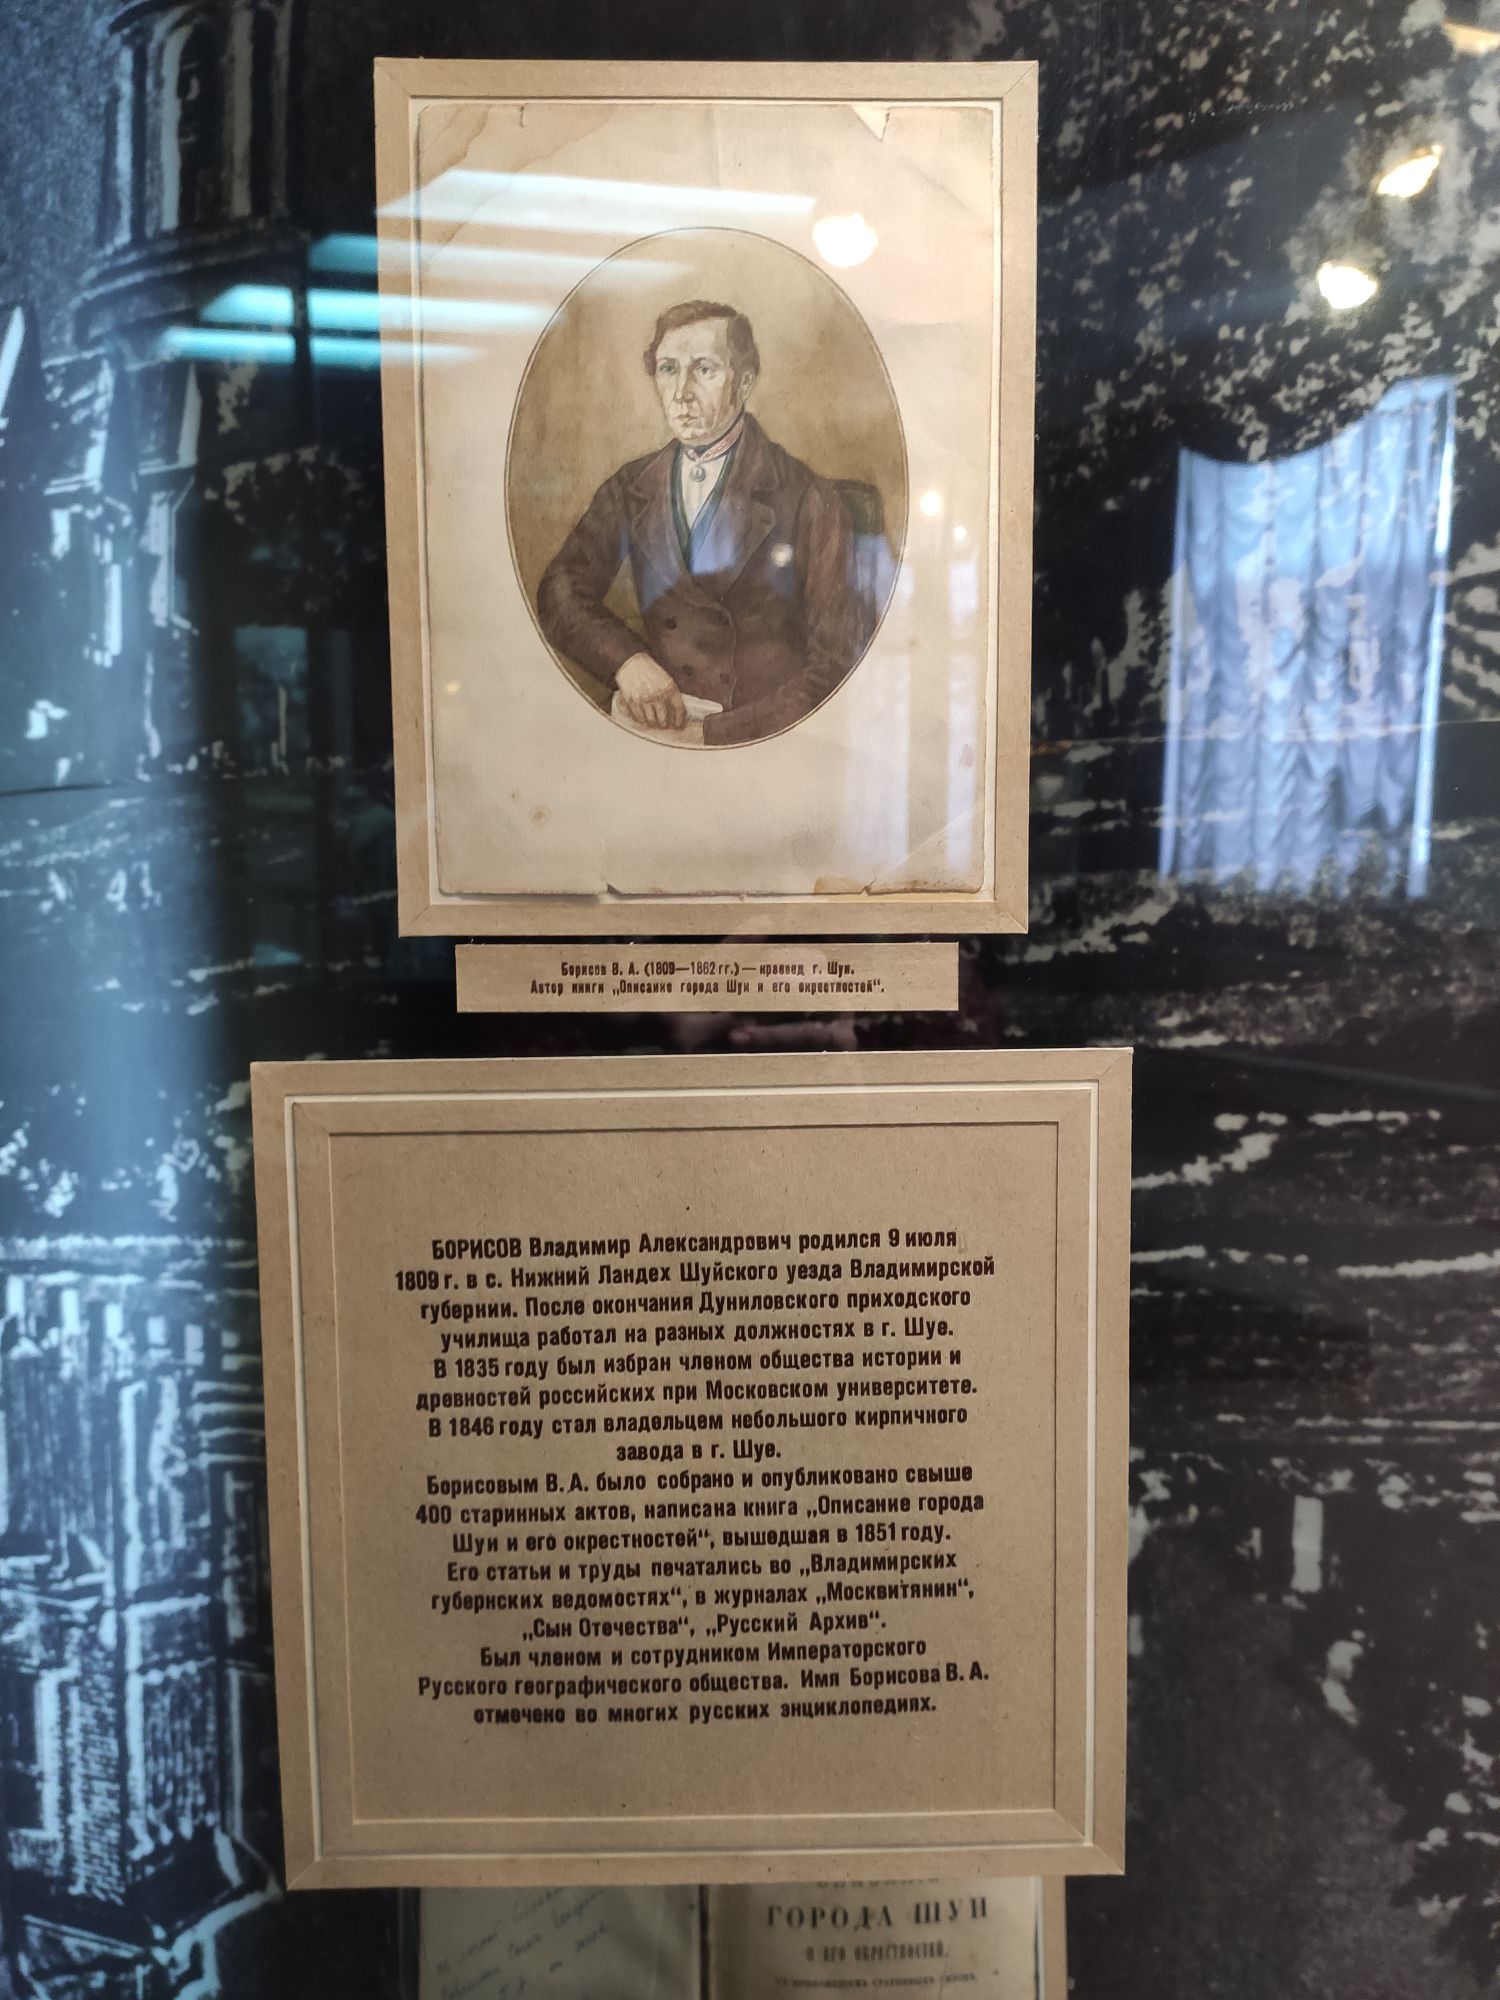 Борисов В. А. (1809—1862 гг.) — краевед г. Шуи.
Автор книги „Описание города Шуи и его окрестностей“.
БОРИСОВ Владимир Александрович родился 9 июля
1809 г. в с. Нижний Ландех Шуйского уезда Владимирской
губернии. После окончания Дуниловского приходского
училища работал на разных должностях в г. Шуе.
В 1835 году был избран членом общества истории и
древностей российских при Московском университете.
В 1846 году стал владельцем небольшого кирпичного
завода в г. Шуе.
Борисовым В. А. было собрано и опубликовано свыше
400 старинных актов, написана книга „Описание города
Шуи и его окрестностей“, вышедшая в 1851 году.
Его статьи и труды печатались во „Владимирских
губернских ведомостях“, в журналах „Москвитянин“,
„Сын Отечества“, „Русский Архив“.
Был членом и сотрудником Императорского
Русского географического общества. Имя Борисова В. А.
отмечено во многих русских энциклопедиях.
ГОРОДА ШУИ
И ЕГО ОКРЕСТНОСТЕЙ,